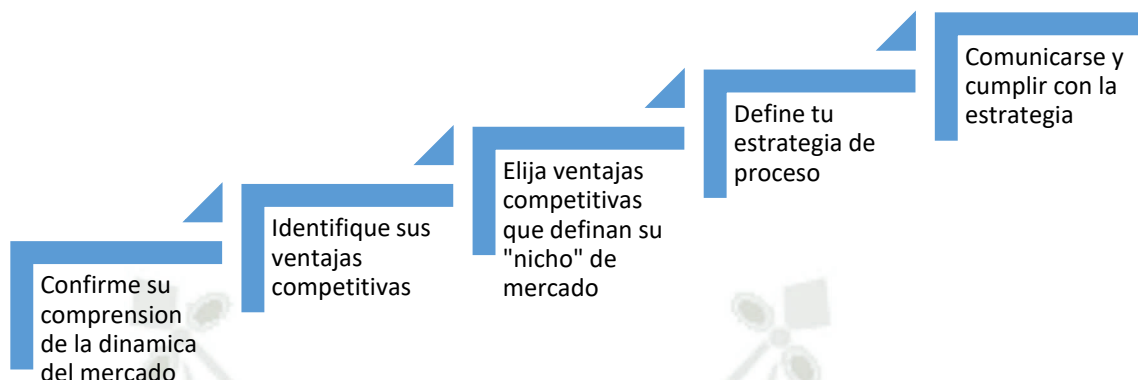 Confirme su
comprension
de la dinamica
del mercado
Identifique sus
ventajas
competitivas
Elija ventajas
competitivas
que definan su
"nicho" de
mercado
Define tu
estrategia de
proceso
Comunicarse y
cumplir con la
estrategia